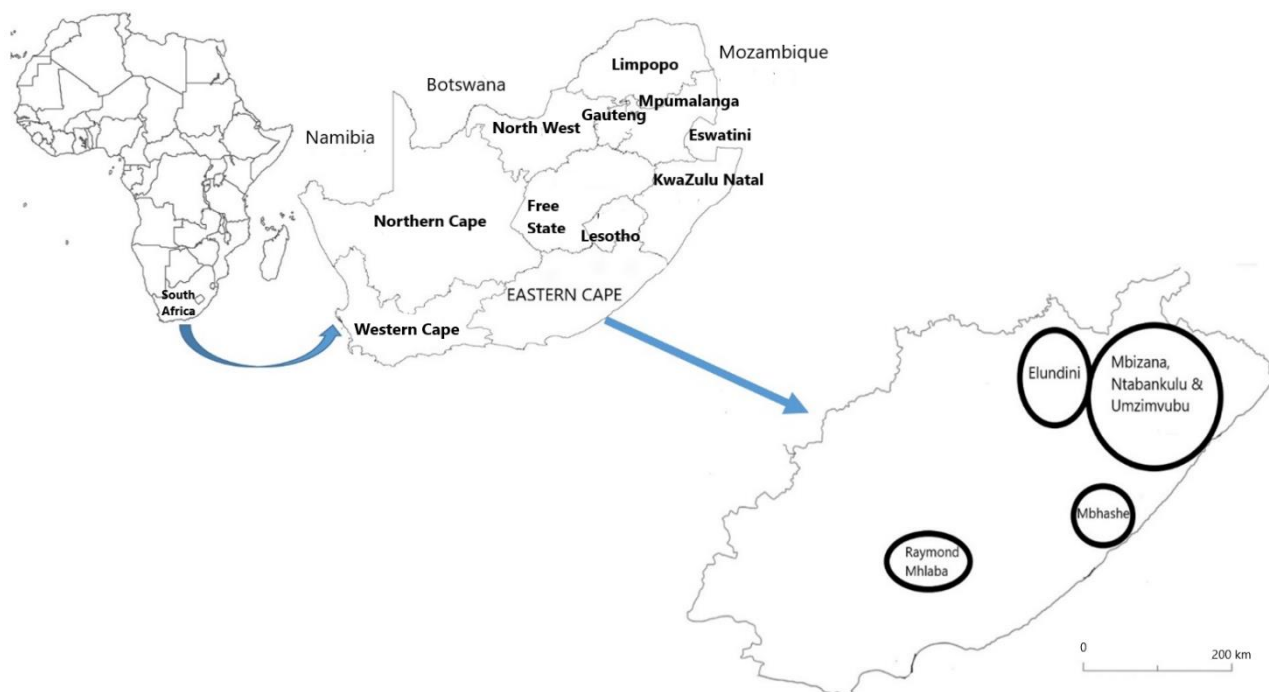 South
Africa
Namibia
Botswana
Mozambique
Limpopo
Mpumalanga
Gauteng
North West
Eswatini
KwaZulu Natal
Free
State
Northern Cape
Lesotho
EASTERN CAPE
Western Cape
Elundini
Mbizana,
Ntabankulu &
Umzimvubu
Mbhashe
Raymond
Mhlaba
0
200 km